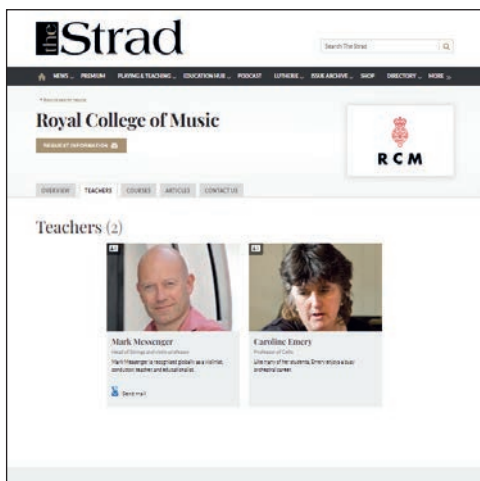 the Strad
Search The Strad
NEWS PREMIUM PLAYING & TEACHING EDUCATION HUB PODCAST LUTHERIE ISSUE ARCHIVE SHOP DIRECTORY MORE
Royal College of Music
REQUEST INFORMATION
RCM
OVERVIEW TEACHERS COURSES ARTICLES CONTACT US
Teachers (2)
Mark Messenger
Head of Strings and violin professor
Mark Messenger is recognised globally as a violinist,
conductor, teacher and educationalist.
Send mail
Caroline Emery
Professor of Cello
Like many of her students, Emery enjoys a busy
orchestral career.